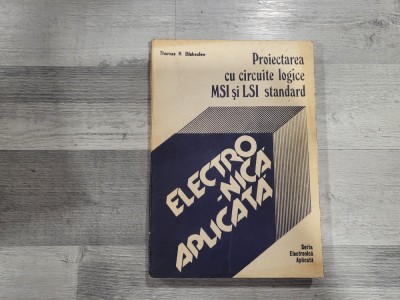 Thomas R. Blakeslee
Proiectarea
cu circuite logice
MSI și LSI standard
ELECTRO
-NICĂ
APLICATĂ
Seria
Electronică
Aplicată